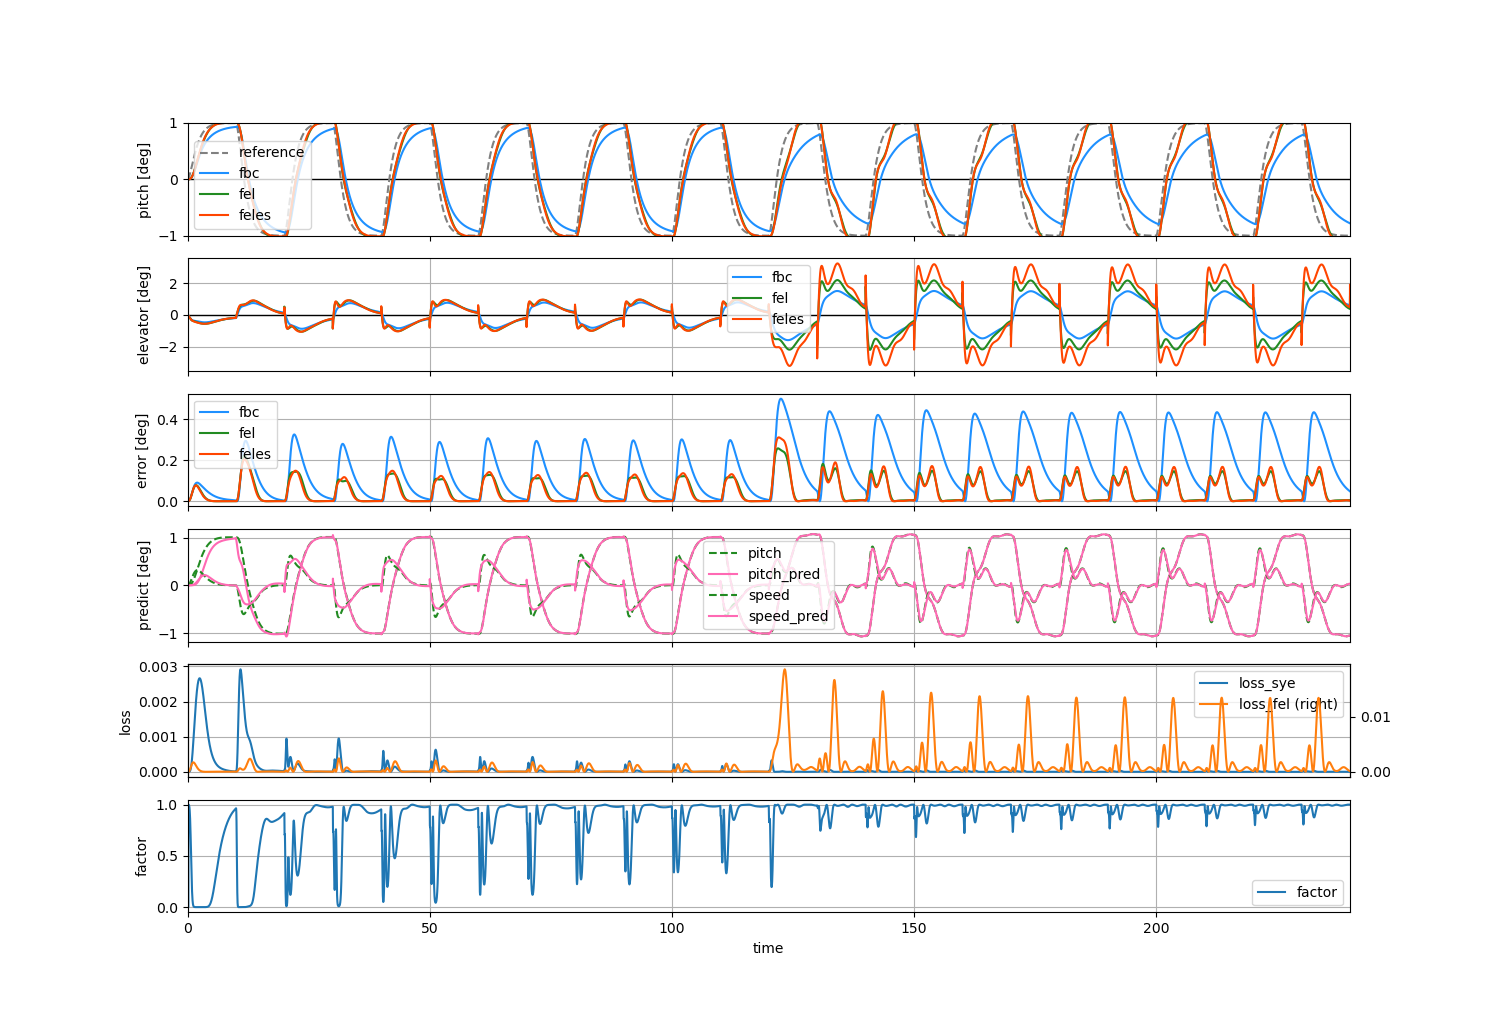 pitch [deg]
1
0
−1
reference
fbc
fel
feles
elevator [deg]
2
0
−2
fbc
fel
feles
error [deg]
0.4
0.2
0.0
fbc
fel
feles
predict [deg]
1
0
−1
pitch
pitch_pred
speed
speed_pred
loss
0.003
0.002
0.001
0.000
loss_sye
loss_fel (right)
0.01
0.00
factor
1.0
0.5
0.0
factor
0
50
100
150
200
time